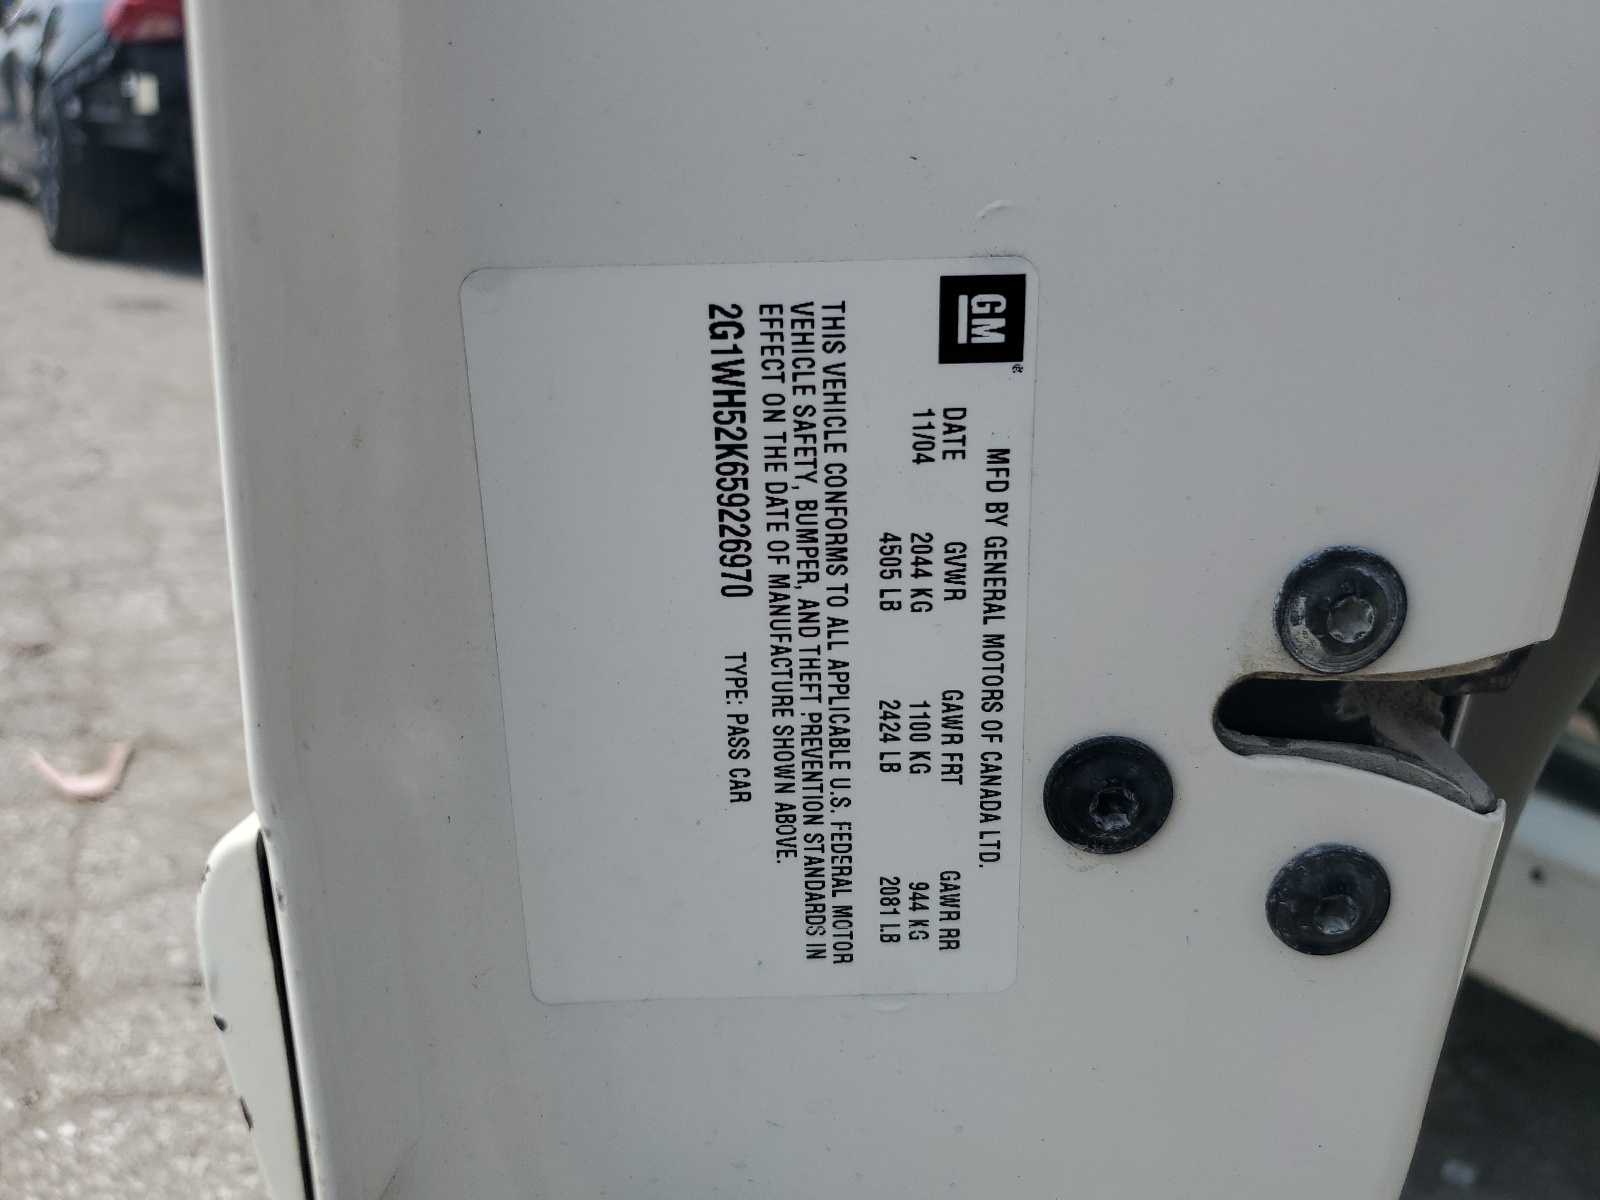 GM®
MFD BY GENERAL MOTORS OF CANADA LTD.
DATE GVWR GAWR FRT GAWR RR
11/04 2044 KG 1100 KG 944 KG
4505 LB 2424 LB 2081 LB
THIS VEHICLE CONFORMS TO ALL APPLICABLE U.S. FEDERAL MOTOR
VEHICLE SAFETY, BUMPER, AND THEFT PREVENTION STANDARDS IN
EFFECT ON THE DATE OF MANUFACTURE SHOWN ABOVE.
2G1WH52K659226970 TYPE: PASS CAR